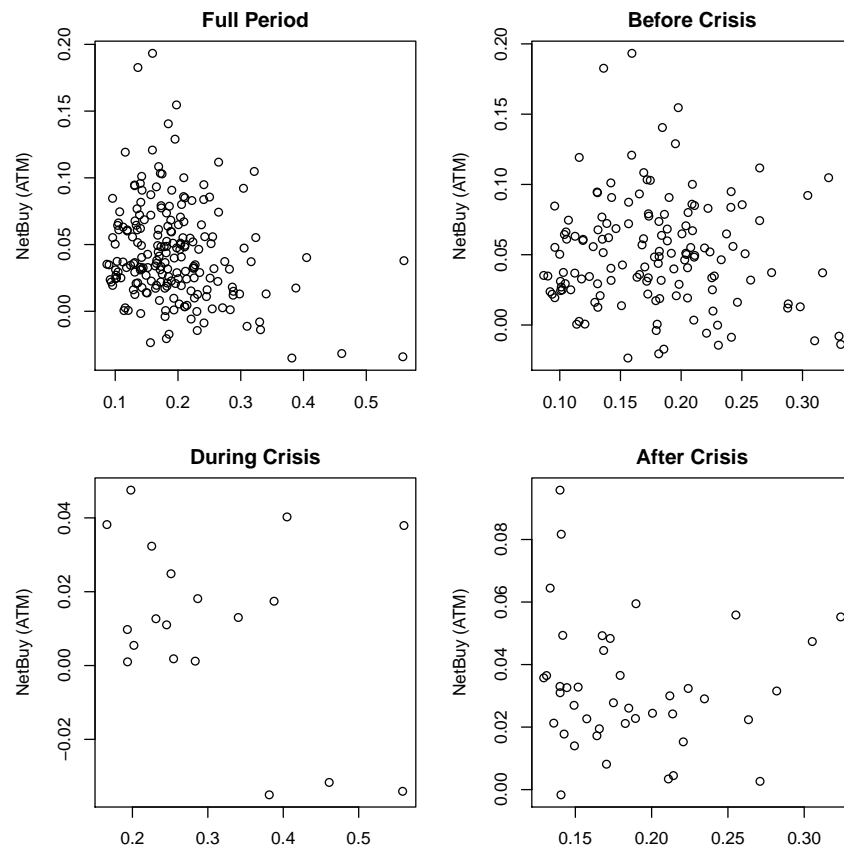 Full Period
NetBuy (ATM)
0.00 0.05 0.10 0.15 0.20
0.1 0.2 0.3 0.4 0.5
Before Crisis
NetBuy (ATM)
0.00 0.05 0.10 0.15 0.20
0.10 0.15 0.20 0.25 0.30
During Crisis
NetBuy (ATM)
−0.02 0.00 0.02 0.04
0.2 0.3 0.4 0.5
After Crisis
NetBuy (ATM)
0.00 0.02 0.04 0.06 0.08
0.15 0.20 0.25 0.30